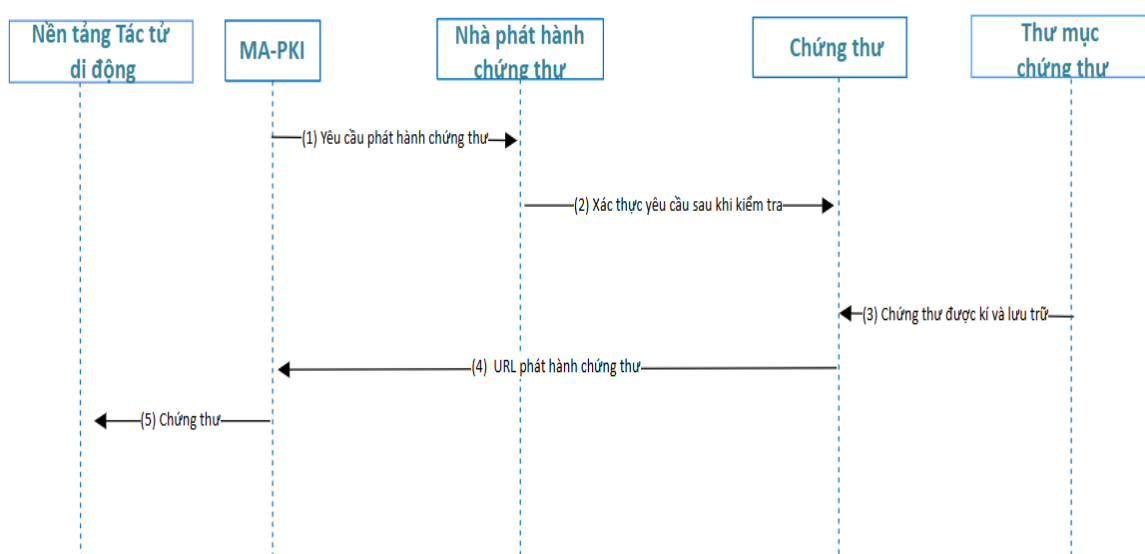 Nền tảng Tác tử
di động
MA-PKI
Nhà phát hành
chứng thư
Chứng thư
Thư mục
chứng thư
(1) Yêu cầu phát hành chứng thư
(2) Xác thực yêu cầu sau khi kiểm tra
(3) Chứng thư được kí và lưu trữ
(4) URL phát hành chứng thư
(5) Chứng thư